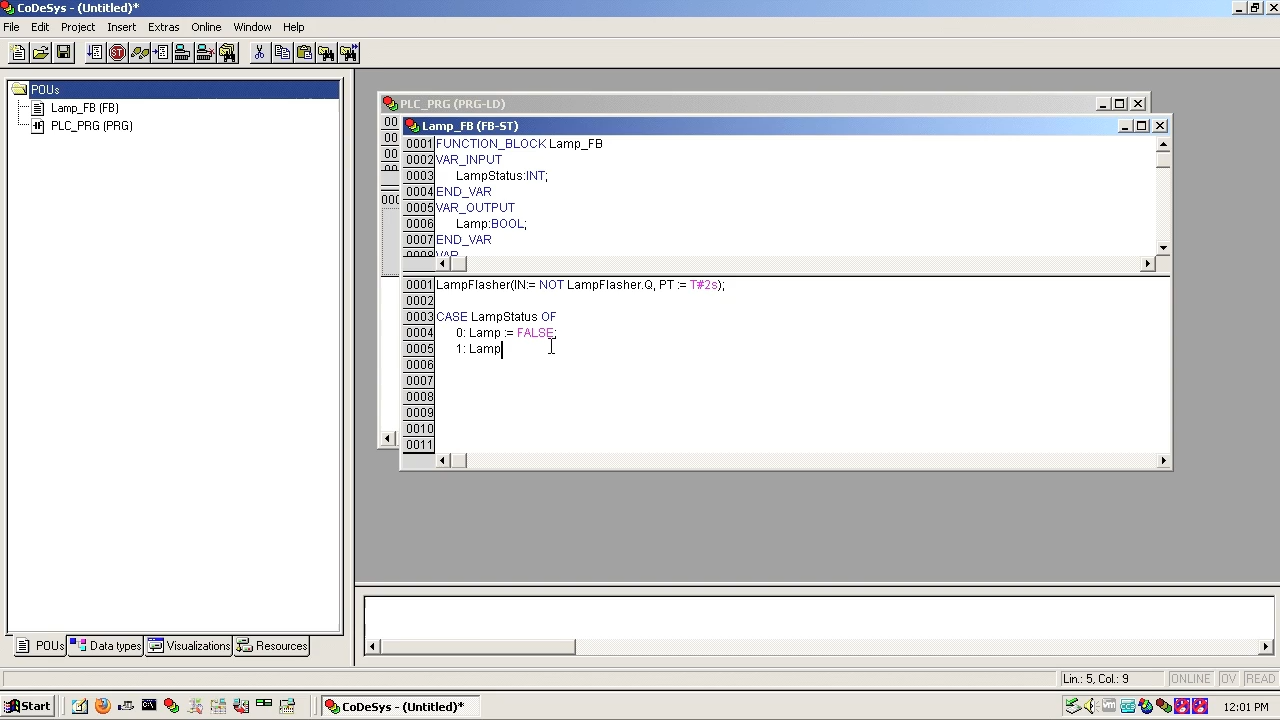 CoDeSys - (Untitled)*
File Edit Project Insert Extras Online Window Help
POUs
Lamp_FB (FB)
PLC_PRG (PRG)
PLC_PRG (PRG-LD)
Lamp_FB (FB-ST)
0001 FUNCTION_BLOCK Lamp_FB
0002 VAR_INPUT
0003 LampStatus:INT;
0004 END_VAR
0005 VAR_OUTPUT
0006 Lamp:BOOL;
0007 END_VAR
0008 VAR
0001 LampFlasher(IN:= NOT LampFlasher.Q, PT := T#2s);
0002
0003 CASE LampStatus OF
0004 0: Lamp := FALSE;
0005 1: Lamp
0006
0007
0008
0009
0010
0011
POUs Data types Visualizations Resources
Lin.: 5, Col.: 9 ONLINE OV READ
Start CoDeSys - (Untitled)* 12:01 PM